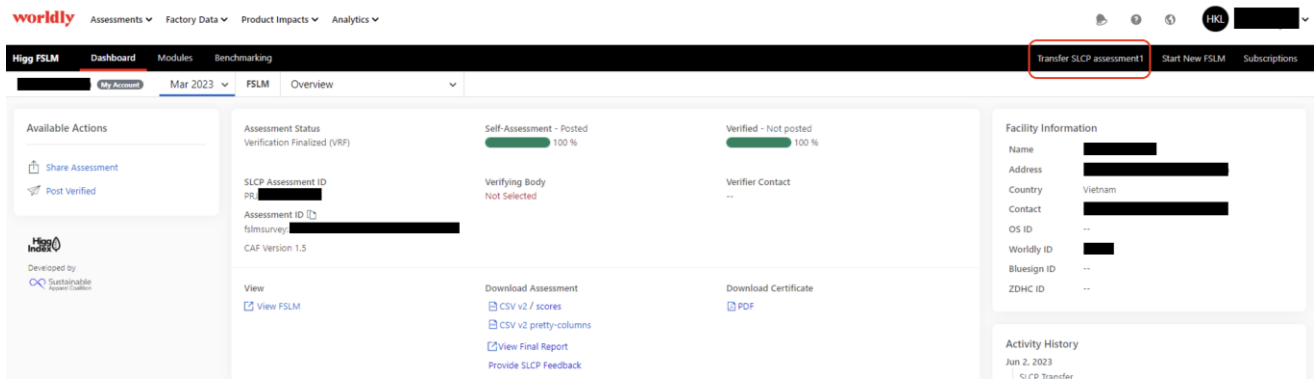 worldly Assessments Factory Data Product Impacts Analytics HKL
Higg FSLM Dashboard Modules Benchmarking Transfer SLCP assessment1 Start New FSLM Subscriptions
My Account Mar 2023 FSLM Overview
Available Actions
Share Assessment
Post Verified
Higg Index
Developed by
Sustainable Apparel Coalition
Assessment Status
Verification Finalized (VRF)
Self-Assessment - Posted
100 %
Verified - Not posted
100 %
SLCP Assessment ID
PRJ
Verifying Body
Not Selected
Verifier Contact
--
Assessment ID
fslmsurvey:
CAF Version 1.5
View
View FSLM
Download Assessment
CSV v2 / scores
CSV v2 pretty-columns
View Final Report
Provide SLCP Feedback
Download Certificate
PDF
Facility Information
Name
Address
Country Vietnam
Contact
OS ID --
Worldly ID
Bluesign ID --
ZDHC ID --
Activity History
Jun 2, 2023
SLCP Transfer